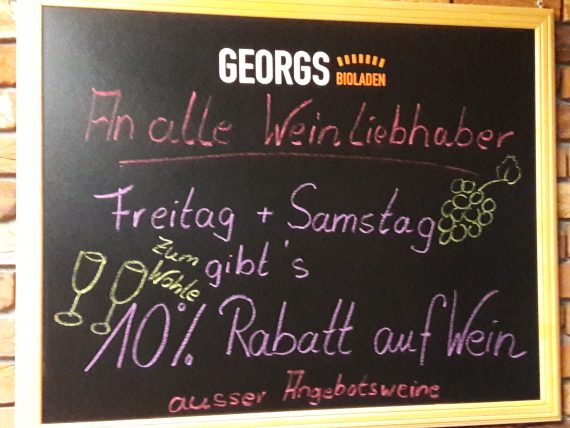 GEORGS BIOLADEN
An alle Weinliebhaber
Freitag + Samstag
gibt's
Zum Wohle
10% Rabatt auf Wein
ausser Angebotsweine